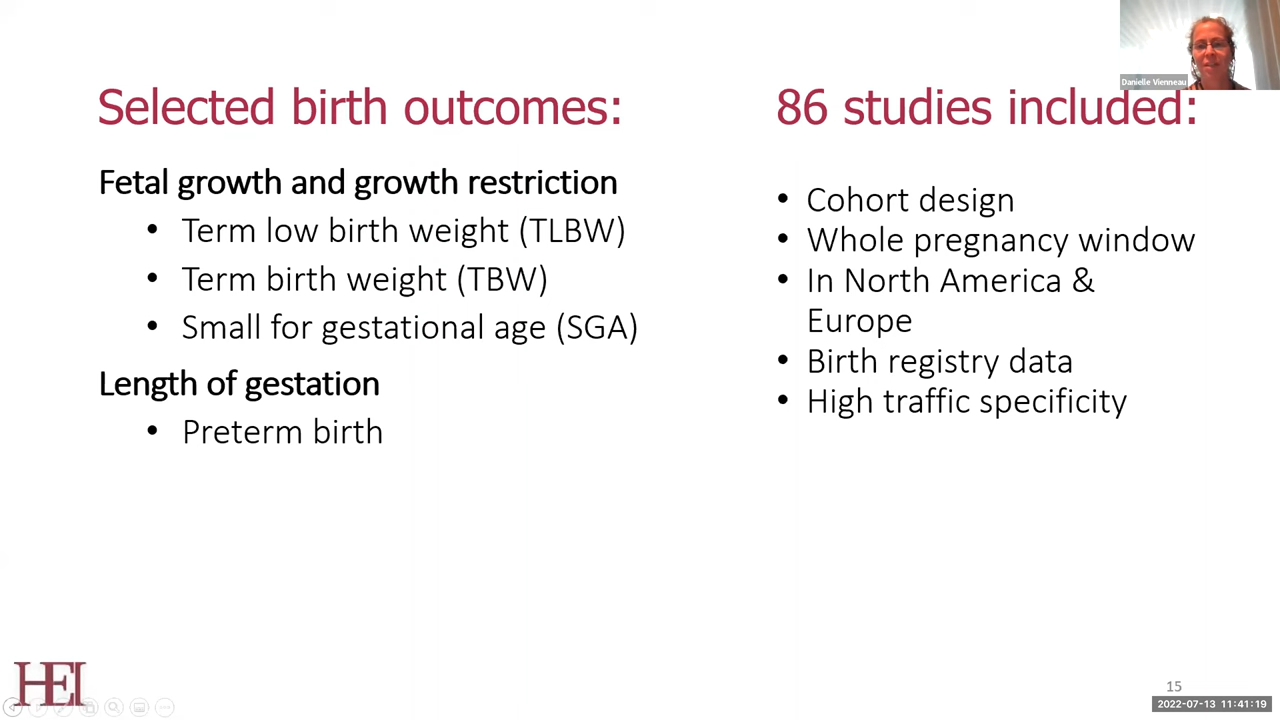 Danielle Vienneau
Selected birth outcomes:
Fetal growth and growth restriction
• Term low birth weight (TLBW)
• Term birth weight (TBW)
• Small for gestational age (SGA)
Length of gestation
• Preterm birth
86 studies included:
• Cohort design
• Whole pregnancy window
• In North America &
Europe
• Birth registry data
• High traffic specificity
HEI
15
2022-07-13 11:41:19